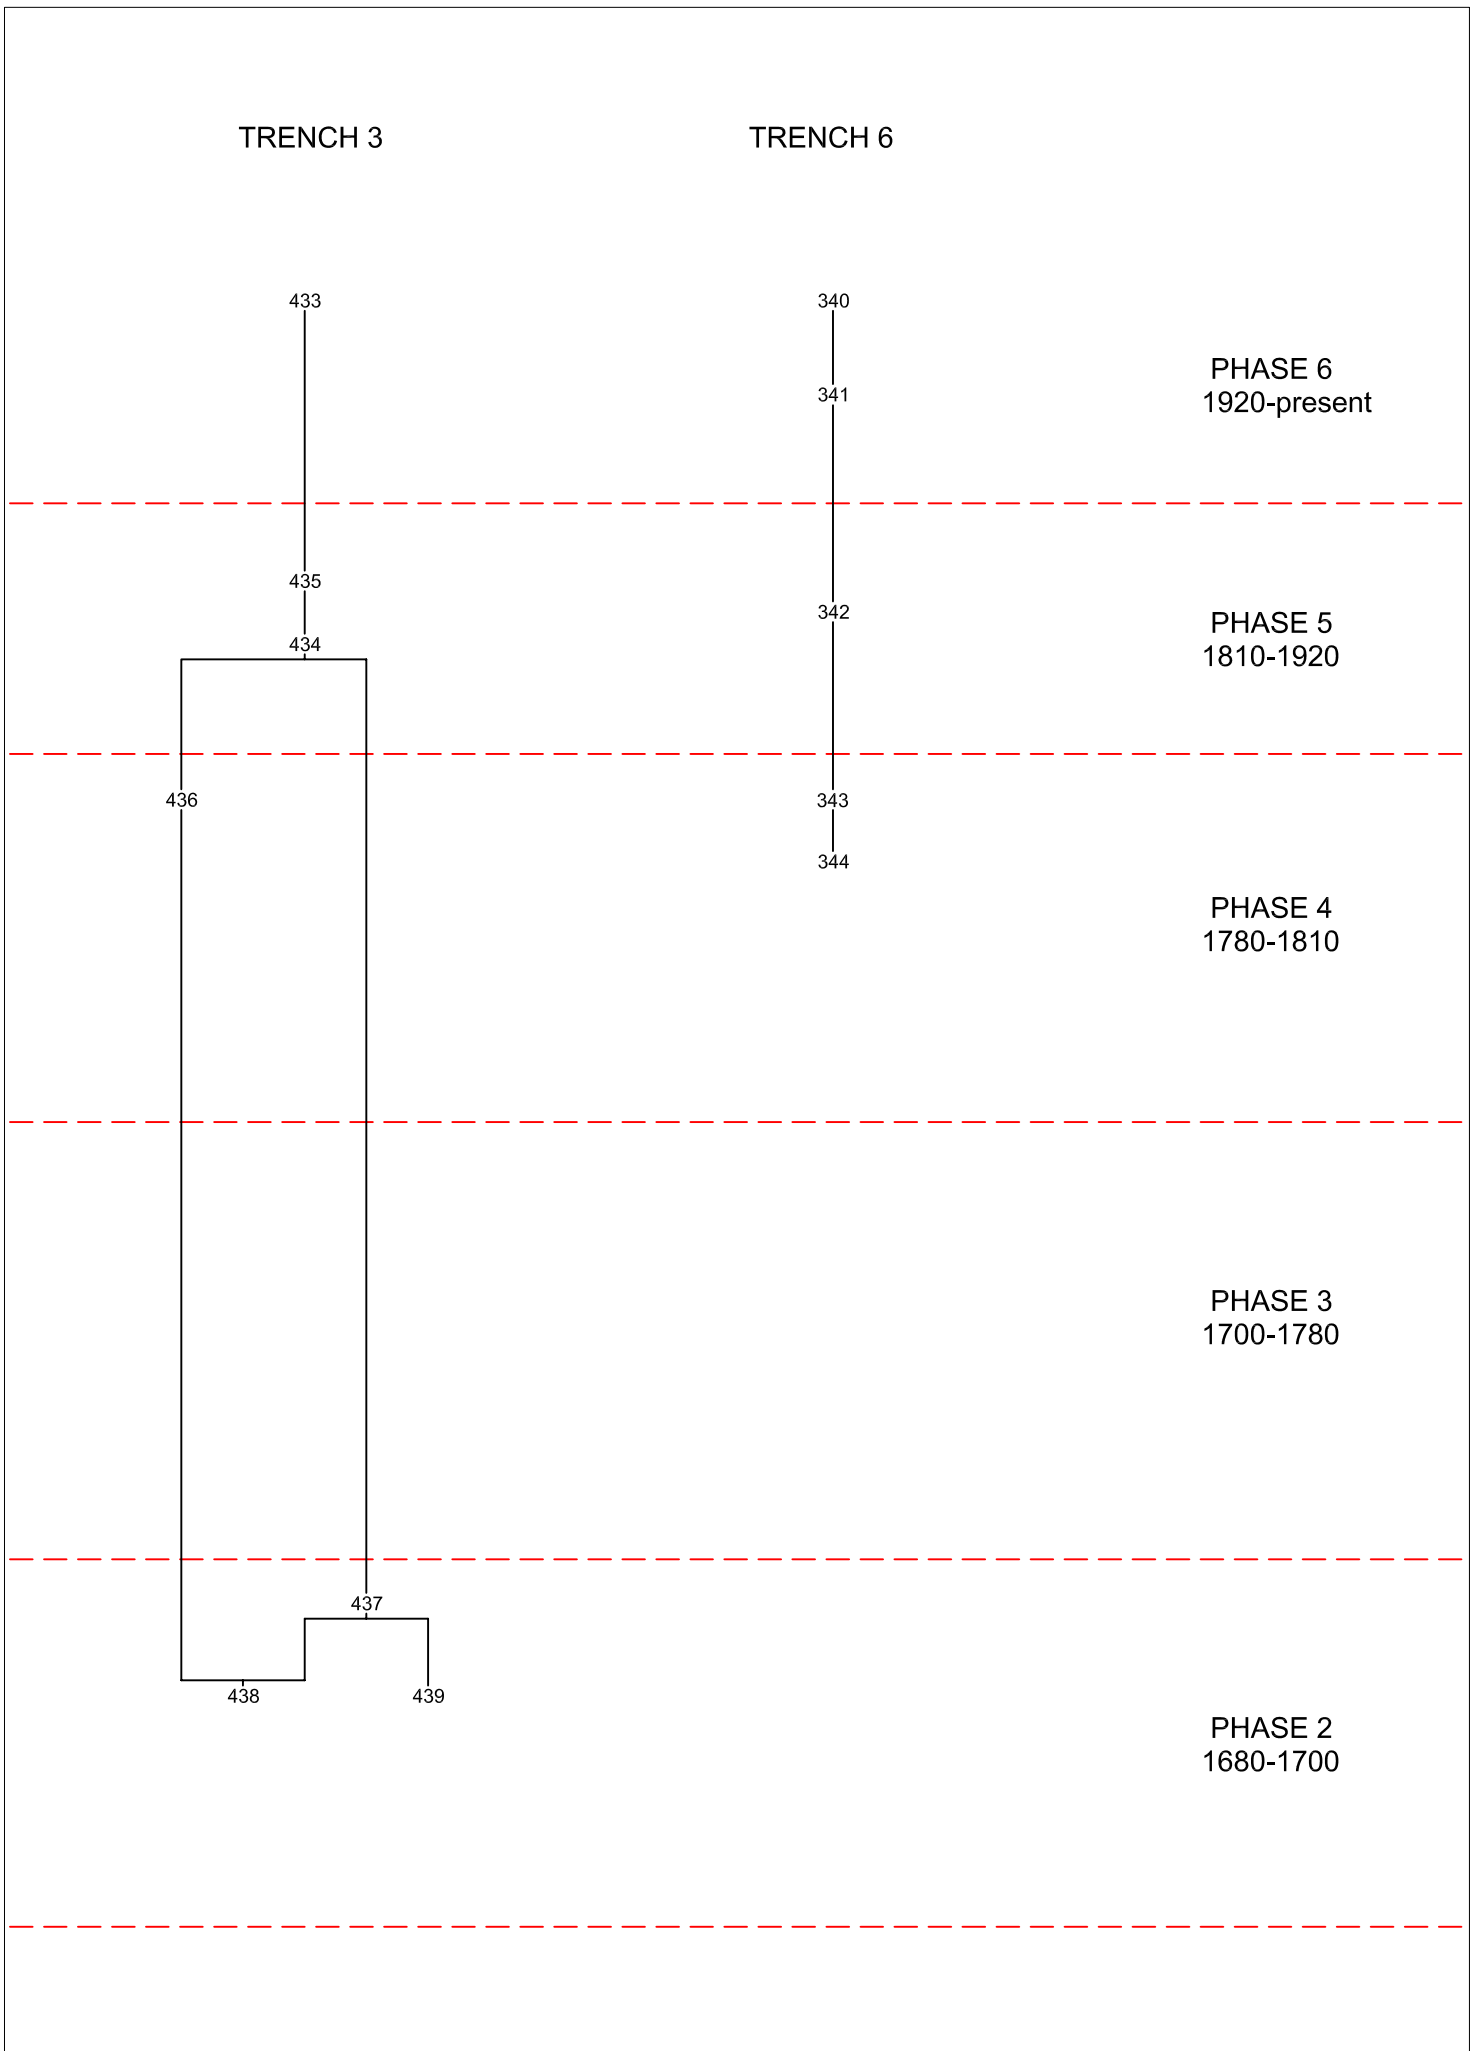 TRENCH 3
TRENCH 6
433
340
341
PHASE 6
1920-present
435
434
342
PHASE 5
1810-1920
436
343
344
PHASE 4
1780-1810
PHASE 3
1700-1780
437
438
439
PHASE 2
1680-1700